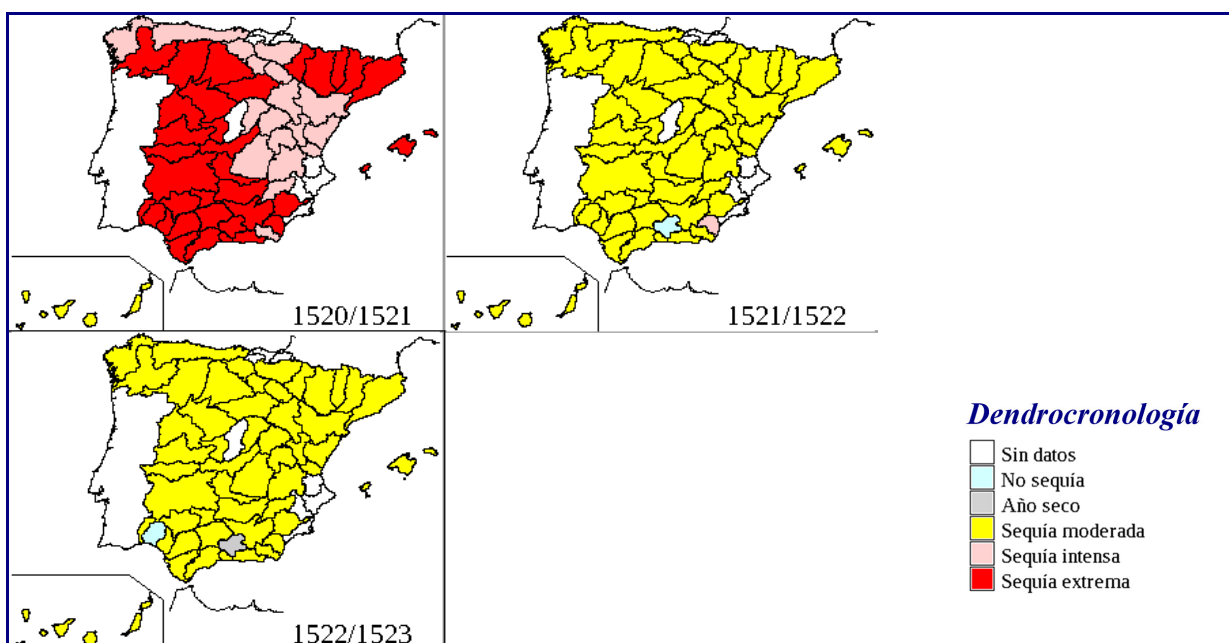 1520/1521
1521/1522
1522/1523
Dendrocronología
Sin datos
No sequía
Año seco
Sequía moderada
Sequía intensa
Sequía extrema